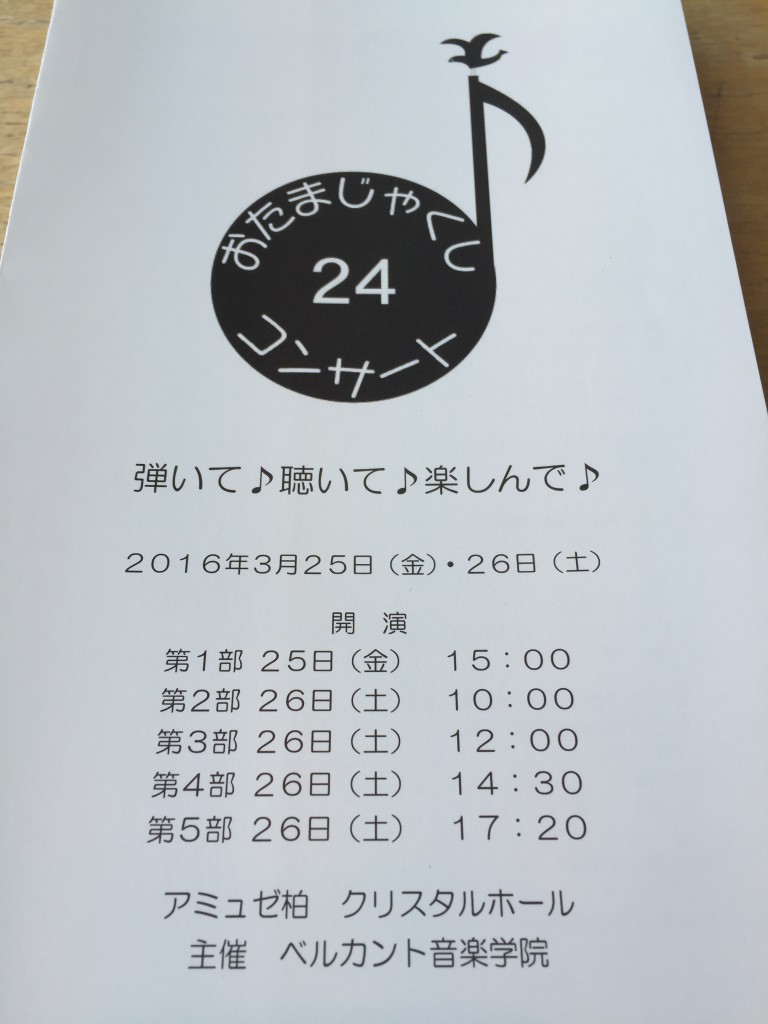 おたまじゃくし
24
コンサート
弾いて♪聴いて♪楽しんで♪
２０１６年３月２５日（金）・２６日（土）
開　演
第１部 ２５日（金）　１５：００
第２部 ２６日（土）　１０：００
第３部 ２６日（土）　１２：００
第４部 ２６日（土）　１４：３０
第５部 ２６日（土）　１７：２０
アミュゼ柏　クリスタルホール
主催　ベルカント音楽学院